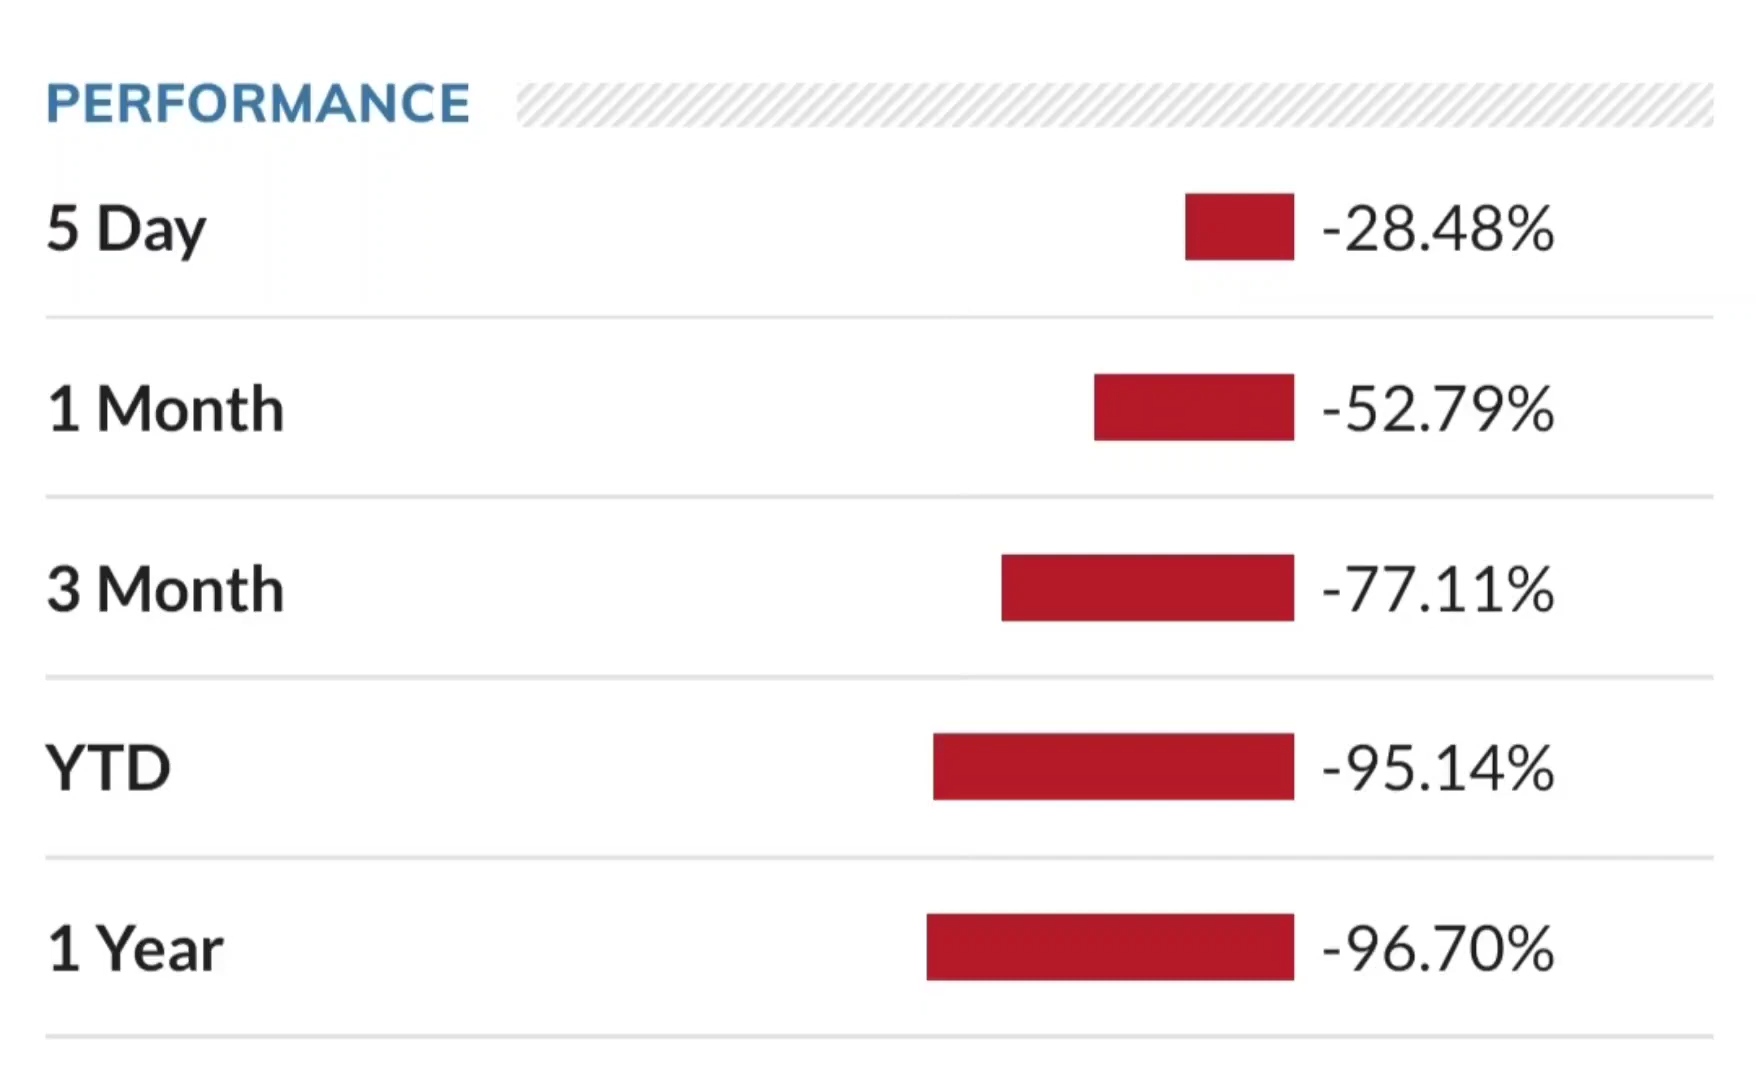 PERFORMANCE
5 Day -28.48%
1 Month -52.79%
3 Month -77.11%
YTD -95.14%
1 Year -96.70%